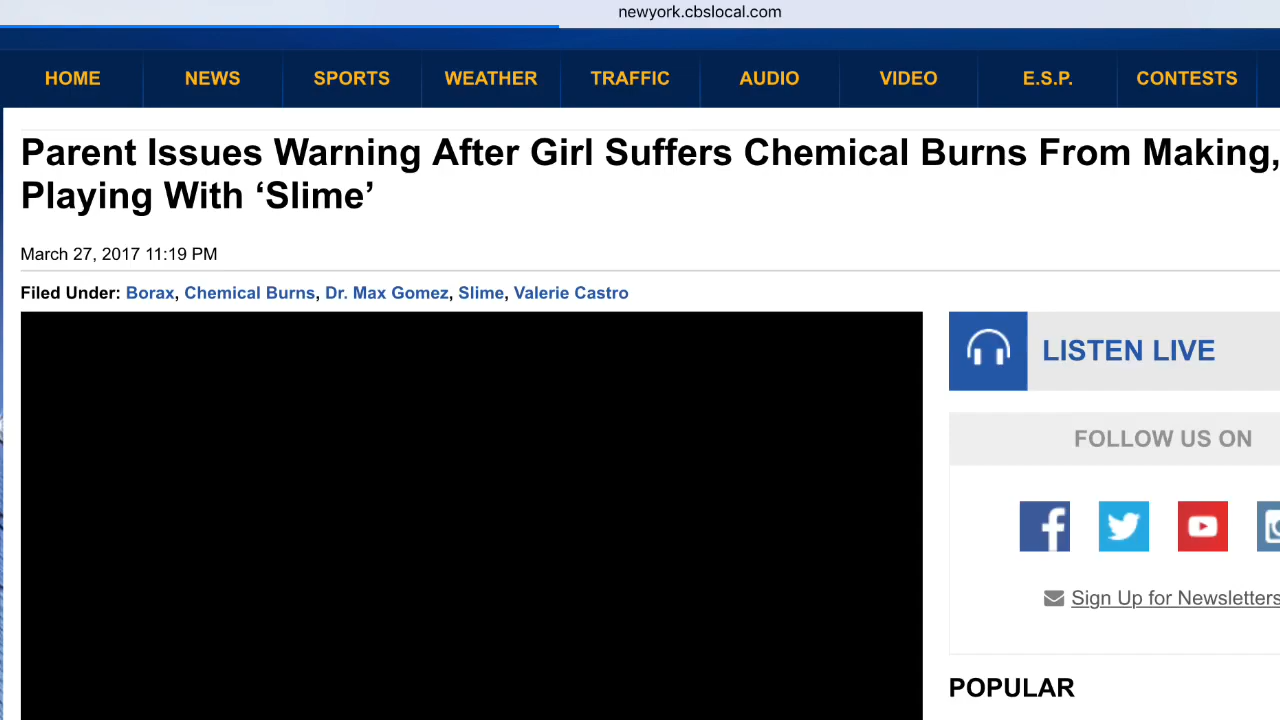 newyork.cbslocal.com
HOME NEWS SPORTS WEATHER TRAFFIC AUDIO VIDEO E.S.P. CONTESTS
Parent Issues Warning After Girl Suffers Chemical Burns From Making,
Playing With ‘Slime’
March 27, 2017 11:19 PM
Filed Under: Borax, Chemical Burns, Dr. Max Gomez, Slime, Valerie Castro
LISTEN LIVE
FOLLOW US ON
Sign Up for Newsletters
POPULAR